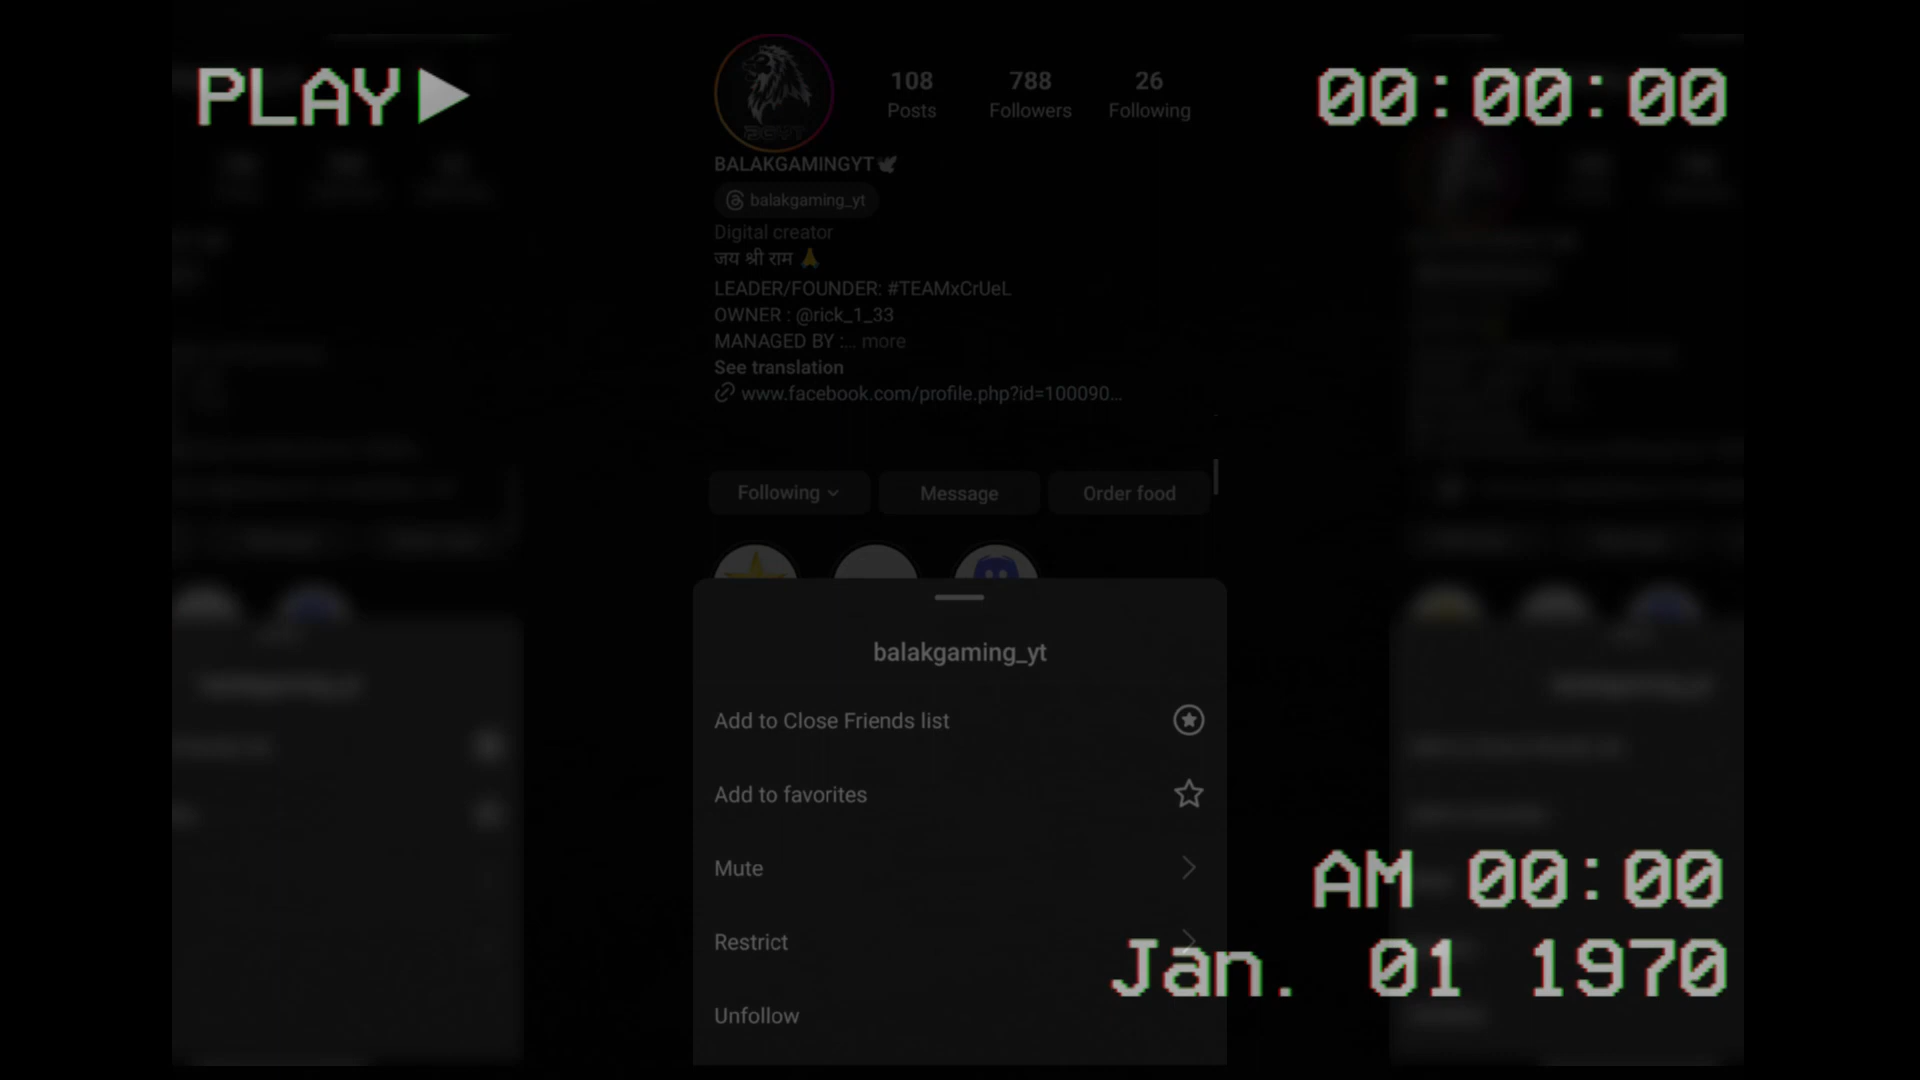 PLAY
00:00:00
108 788 26
Posts Followers Following
BALAKGAMINGYT
balakgaming_yt
Digital creator
जय श्री राम 🙏
LEADER/FOUNDER: #TEAMxCrUeL
OWNER : @rick_1_33
MANAGED BY :... more
See translation
www.facebook.com/profile.php?id=100090...
Following Message Order food
balakgaming_yt
Add to Close Friends list
Add to favorites
Mute
Restrict
Unfollow
AM 00:00
Jan. 01 1970